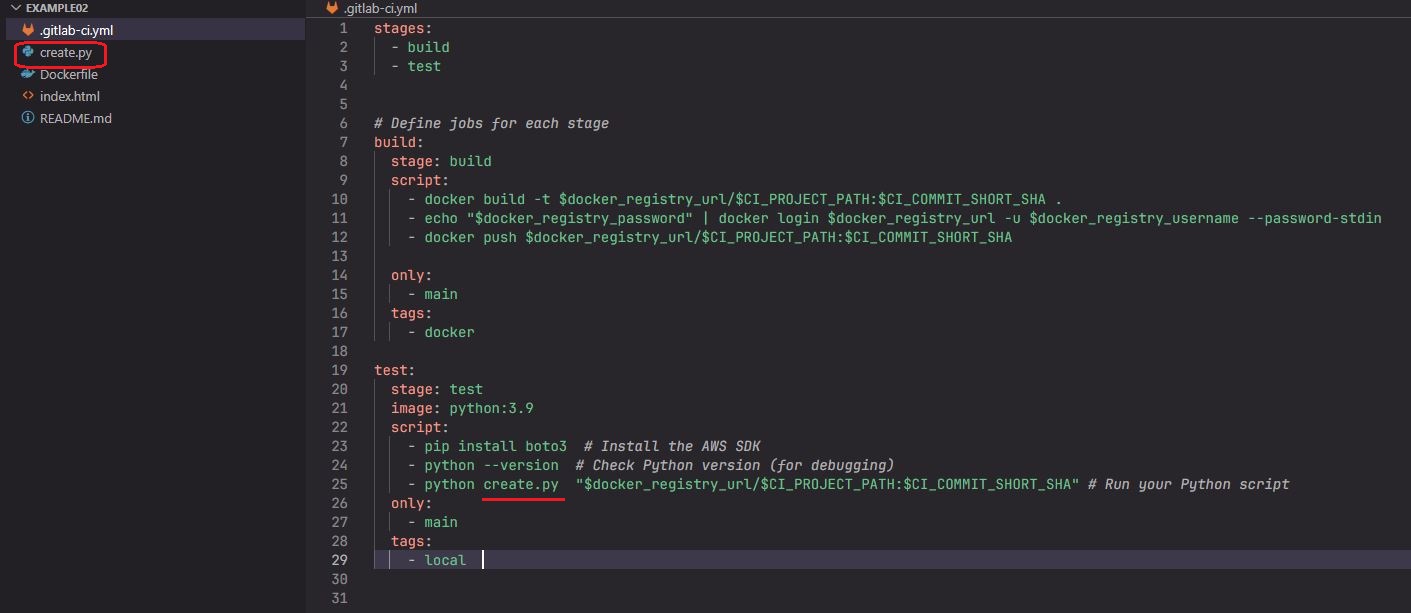 EXAMPLE02
.gitlab-ci.yml
create.py
Dockerfile
index.html
README.md
.gitlab-ci.yml
1 stages:
2 - build
3 - test
4
5
6 # Define jobs for each stage
7 build:
8 stage: build
9 script:
10 - docker build -t $docker_registry_url/$CI_PROJECT_PATH:$CI_COMMIT_SHORT_SHA .
11 - echo "$docker_registry_password" | docker login $docker_registry_url -u $docker_registry_username --password-stdin
12 - docker push $docker_registry_url/$CI_PROJECT_PATH:$CI_COMMIT_SHORT_SHA
13
14 only:
15 - main
16 tags:
17 - docker
18
19 test:
20 stage: test
21 image: python:3.9
22 script:
23 - pip install boto3 # Install the AWS SDK
24 - python --version # Check Python version (for debugging)
25 - python create.py "$docker_registry_url/$CI_PROJECT_PATH:$CI_COMMIT_SHORT_SHA" # Run your Python script
26 only:
27 - main
28 tags:
29 - local
30
31